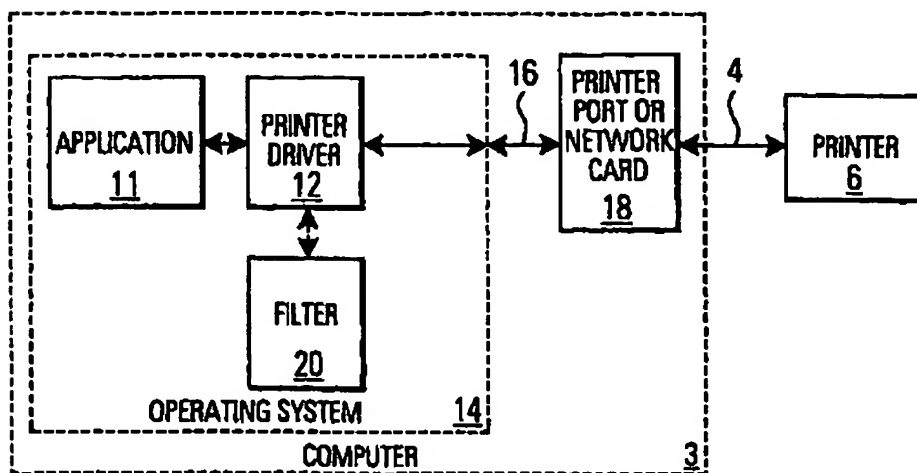 APPLICATION
11
PRINTER
DRIVER
12
FILTER
20
OPERATING SYSTEM
14
COMPUTER
3
16
PRINTER
PORT OR
NETWORK
CARD
18
4
PRINTER
6